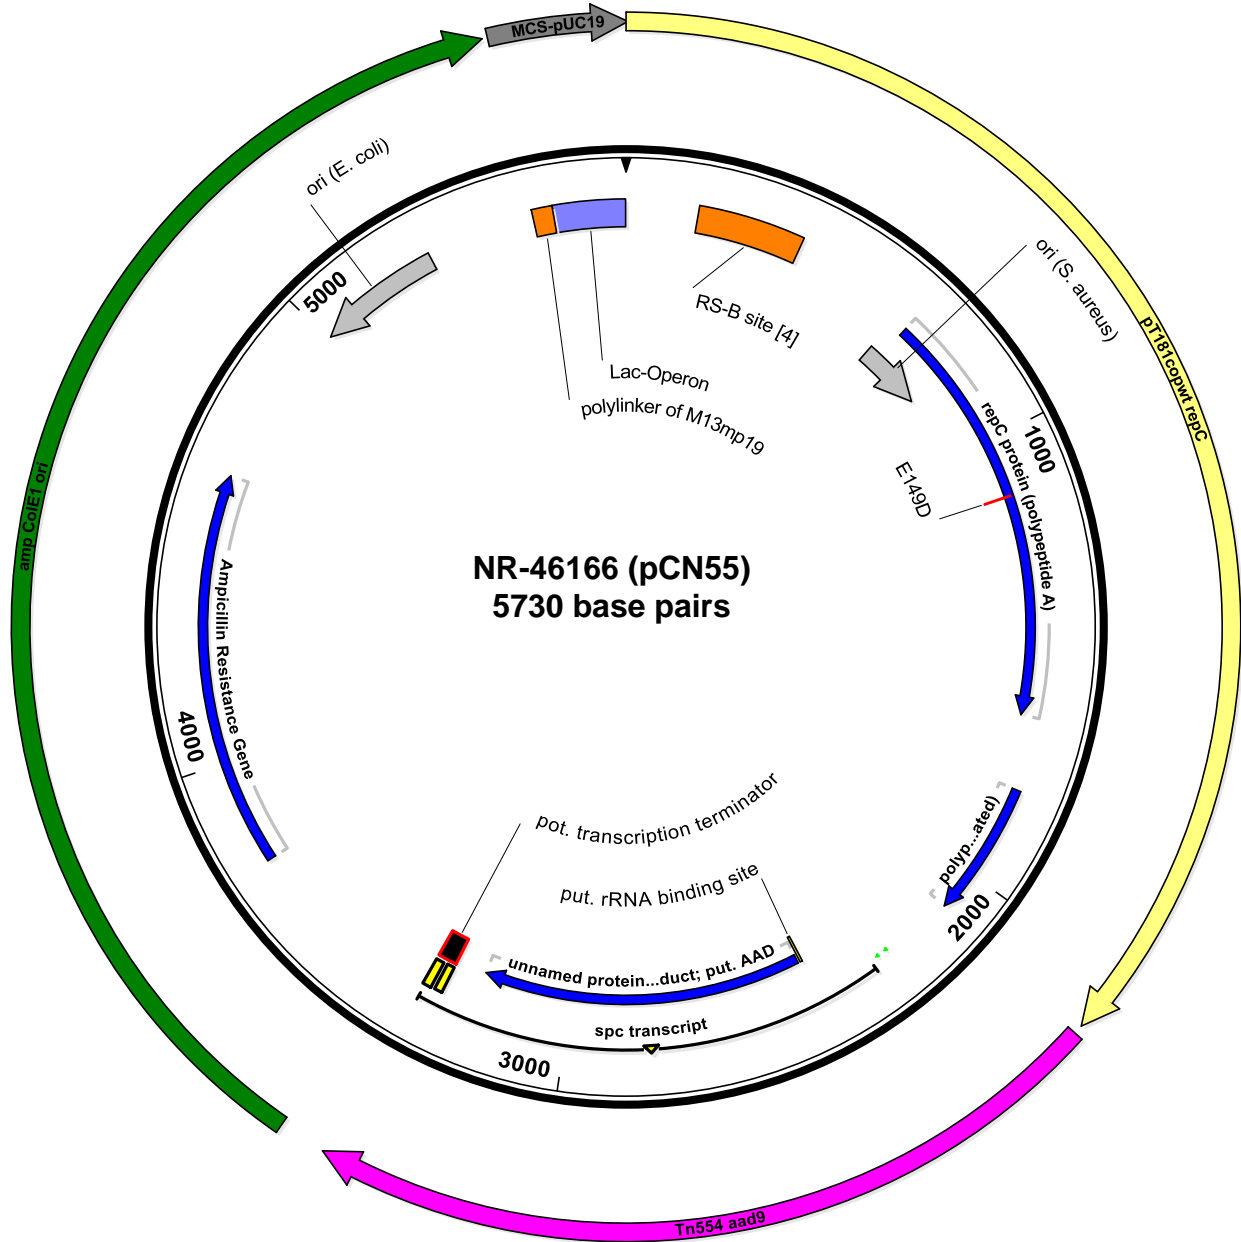 MCS-pUC19
ori (E. coli)
5000
RS-B site [4]
ori (S. aureus)
pT181copwt repC
Lac-Operon
polylinker of M13mp19
repC protein (polypeptide A)
1000
E149D
amp ColE1 ori
NR-46166 (pCN55)
5730 base pairs
Ampicillin Resistance Gene
4000
pot. transcription terminator
put. rRNA binding site
polyp...ated)
2000
unnamed protein...duct; put. AAD
spc transcript
3000
Tn554 aad9